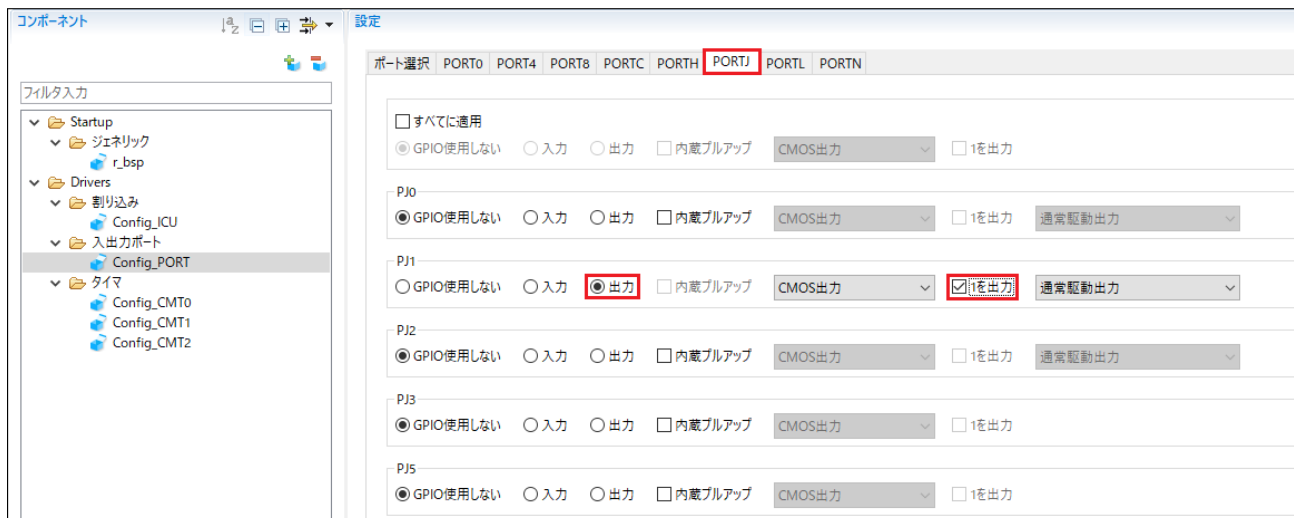 コンポーネント
設定
ポート選択 PORT0 PORT4 PORT8 PORTC PORTH PORTJ PORTL PORTN
フィルタ入力
Startup
ジェネリック
r_bsp
Drivers
割り込み
Config_ICU
入出力ポート
Config_PORT
タイマ
Config_CMT0
Config_CMT1
Config_CMT2
すべてに適用
GPIO使用しない 入力 出力 内蔵プルアップ CMOS出力 1を出力
PJ0
GPIO使用しない 入力 出力 内蔵プルアップ CMOS出力 1を出力 通常駆動出力
PJ1
GPIO使用しない 入力 出力 内蔵プルアップ CMOS出力 1を出力 通常駆動出力
PJ2
GPIO使用しない 入力 出力 内蔵プルアップ CMOS出力 1を出力 通常駆動出力
PJ3
GPIO使用しない 入力 出力 内蔵プルアップ CMOS出力 1を出力
PJ5
GPIO使用しない 入力 出力 内蔵プルアップ CMOS出力 1を出力